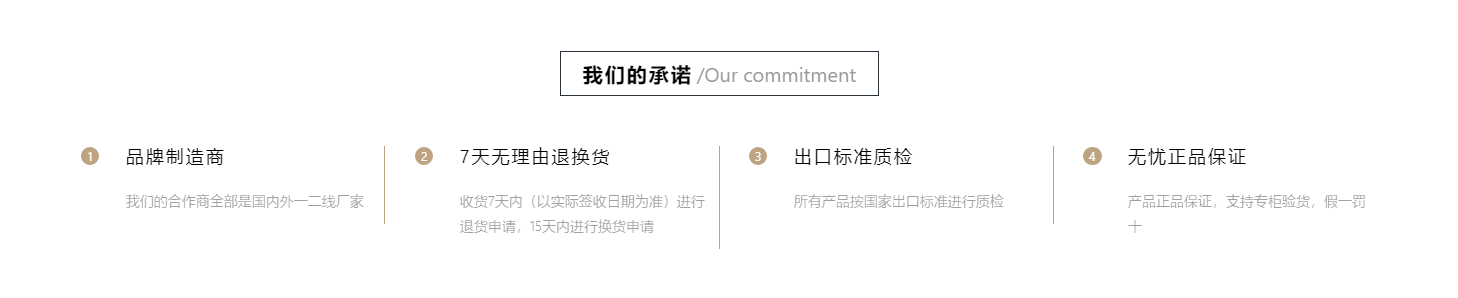 我们的承诺 /Our commitment
1 品牌制造商
我们的合作商全部是国内外一二线厂家
2 7天无理由退换货
收货7天内（以实际签收日期为准）进行
退货申请，15天内进行换货申请
3 出口标准质检
所有产品按国家出口标准进行质检
4 无忧正品保证
产品正品保证，支持专柜验货，假一罚
十